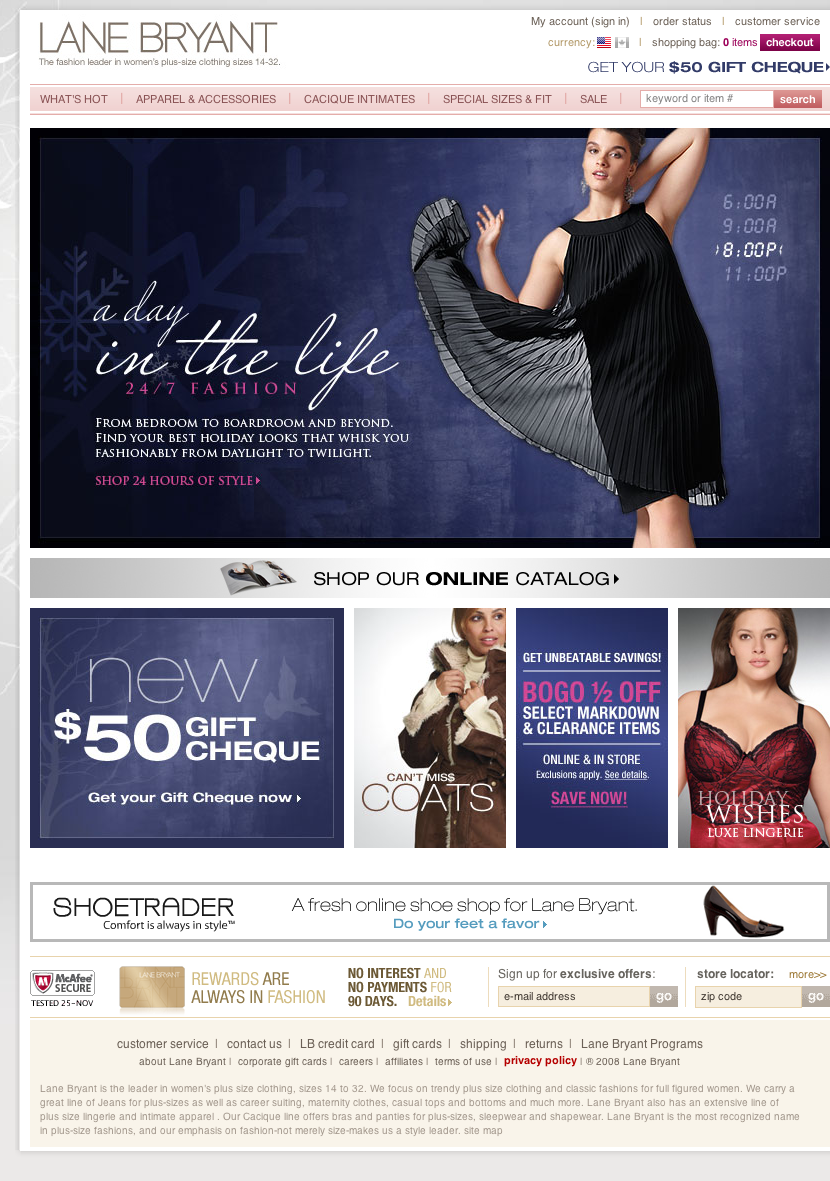 LANE BRYANT
The fashion leader in women's plus-size clothing sizes 14-32.
My account (sign in) | order status | customer service
currency: | shopping bag: 0 items checkout
GET YOUR $50 GIFT CHEQUE
WHAT'S HOT | APPAREL & ACCESSORIES | CACIQUE INTIMATES | SPECIAL SIZES & FIT | SALE | keyword or item # search
6:00A
9:00A
8:00P
11:00P
a day
in the life
24/7 FASHION
FROM BEDROOM TO BOARDROOM AND BEYOND.
FIND YOUR BEST HOLIDAY LOOKS THAT WHISK YOU
FASHIONABLY FROM DAYLIGHT TO TWILIGHT.
SHOP 24 HOURS OF STYLE
SHOP OUR ONLINE CATALOG
new
$50 GIFT
CHEQUE
Get your Gift Cheque now
CAN'T MISS
COATS
GET UNBEATABLE SAVINGS!
BOGO ½ OFF
SELECT MARKDOWN
& CLEARANCE ITEMS
ONLINE & IN STORE
Exclusions apply. See details.
SAVE NOW!
HOLIDAY
WISHES
LUXE LINGERIE
SHOETRADER
Comfort is always in style™
A fresh online shoe shop for Lane Bryant.
Do your feet a favor
McAfee
SECURE
TESTED 25-NOV
LANE BRYANT
REWARDS ARE
ALWAYS IN FASHION
NO INTEREST AND
NO PAYMENTS FOR
90 DAYS. Details
Sign up for exclusive offers:
e-mail address go
store locator: more>>
zip code go
customer service | contact us | LB credit card | gift cards | shipping | returns | Lane Bryant Programs
about Lane Bryant | corporate gift cards | careers | affiliates | terms of use | privacy policy | ® 2008 Lane Bryant
Lane Bryant is the leader in women's plus size clothing, sizes 14 to 32. We focus on trendy plus size clothing and classic fashions for full figured women. We carry a
great line of Jeans for plus-sizes as well as career suiting, maternity clothes, casual tops and bottoms and much more. Lane Bryant also has an extensive line of
plus size lingerie and intimate apparel . Our Cacique line offers bras and panties for plus-sizes, sleepwear and shapewear. Lane Bryant is the most recognized name
in plus-size fashions, and our emphasis on fashion-not merely size-makes us a style leader. site map